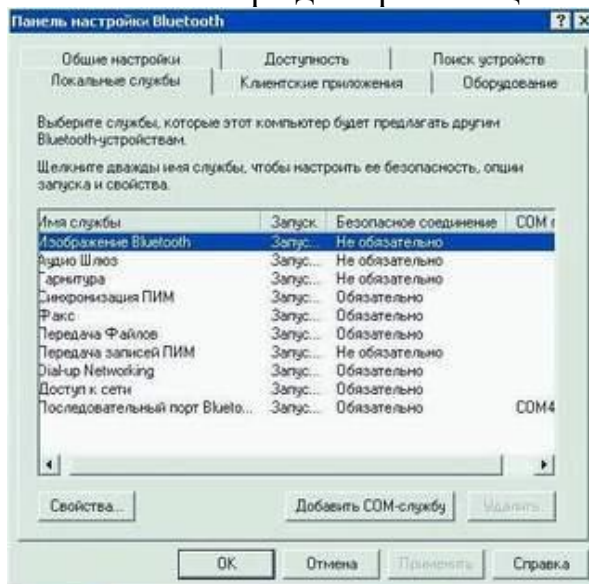 Панель настройки Bluetooth
Общие настройки Доступность Поиск устройств
Локальные службы Клиентские приложения Оборудование
Выберите службы, которые этот компьютер будет предлагать другим
Bluetooth-устройствам.
Щелкните дважды имя службы, чтобы настроить ее безопасность, опции
запуска и свойства.
Имя службы Запуск Безопасное соединение COM
Изображение Bluetooth Запус... Не обязательно
Аудио Шлюз Запус... Не обязательно
Гарнитура Запус... Не обязательно
Синхронизация ПИМ Запус... Обязательно
Факс Запус... Обязательно
Передача Файлов Запус... Обязательно
Передача записей ПИМ Запус... Не обязательно
Dial-up Networking Запус... Обязательно
Доступ к сети Запус... Обязательно
Последовательный порт Blueto... Запус... Обязательно COM4
Свойства... Добавить COM-службу Удалить
OK Отмена Применить Справка